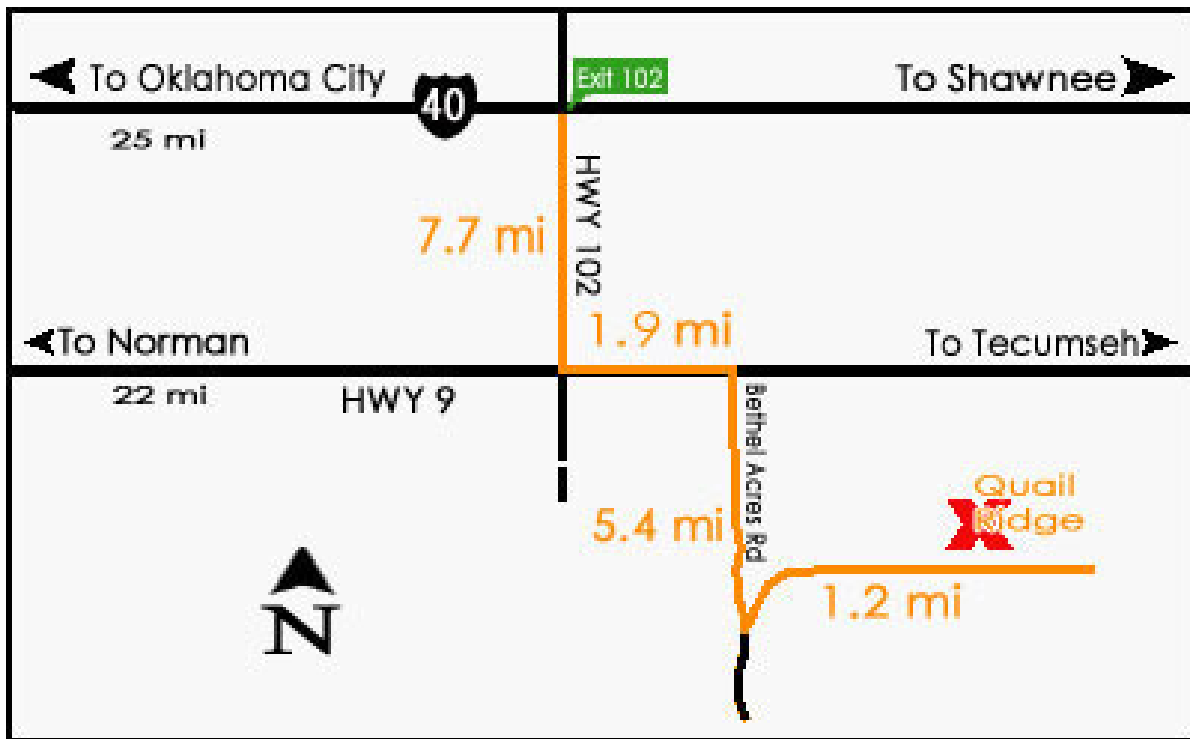 To Oklahoma City
40
Exit 102
To Shawnee
25 mi
HWY 102
7.7 mi
1.9 mi
To Norman
To Tecumseh
22 mi
HWY 9
Bethel Acres Rd
Quail
Ridge
5.4 mi
1.2 mi
N